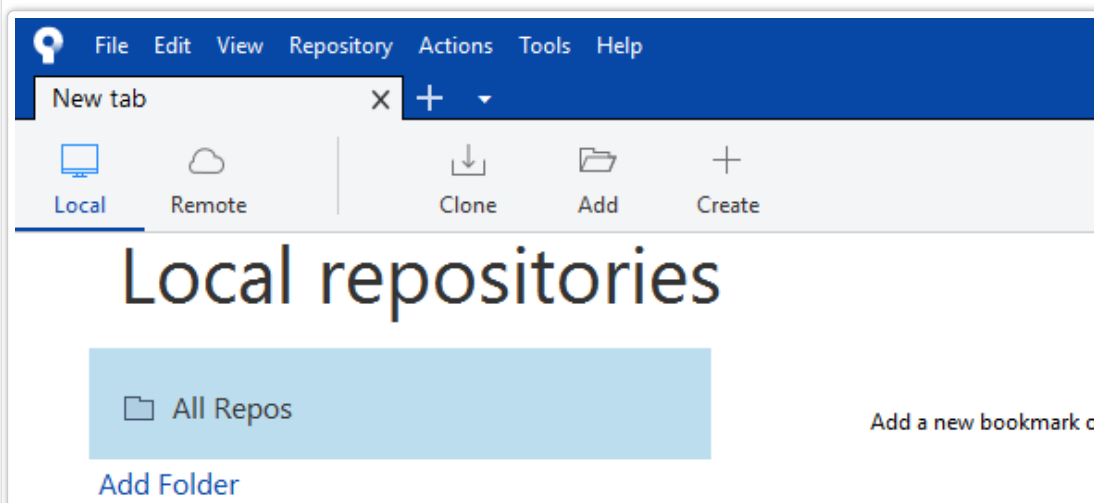 File Edit View Repository Actions Tools Help
New tab
Local Remote Clone Add Create
Local repositories
All Repos
Add a new bookmark
Add Folder